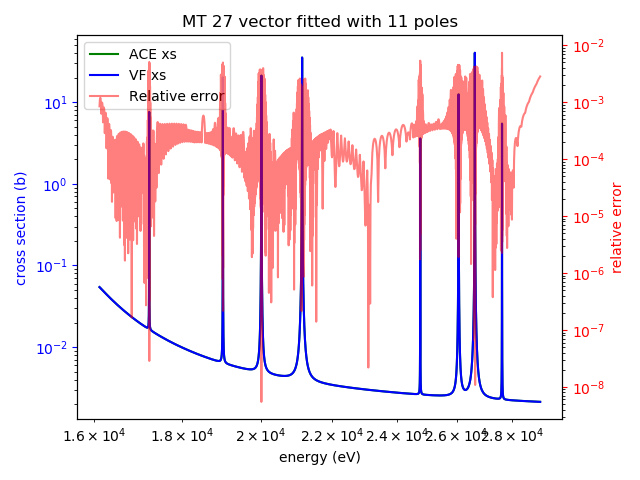 MT 27 vector fitted with 11 poles
ACE xs
VF xs
Relative error
cross section (b)
10¹
10⁰
10⁻¹
10⁻²
10⁻²
10⁻³
10⁻⁴
10⁻⁵
10⁻⁶
10⁻⁷
10⁻⁸
relative error
1.6 × 10⁴ 1.8 × 10⁴ 2 × 10⁴ 2.2 × 10⁴ 2.4 × 10⁴ 2.6 × 10⁴ 2.8 × 10⁴
energy (eV)